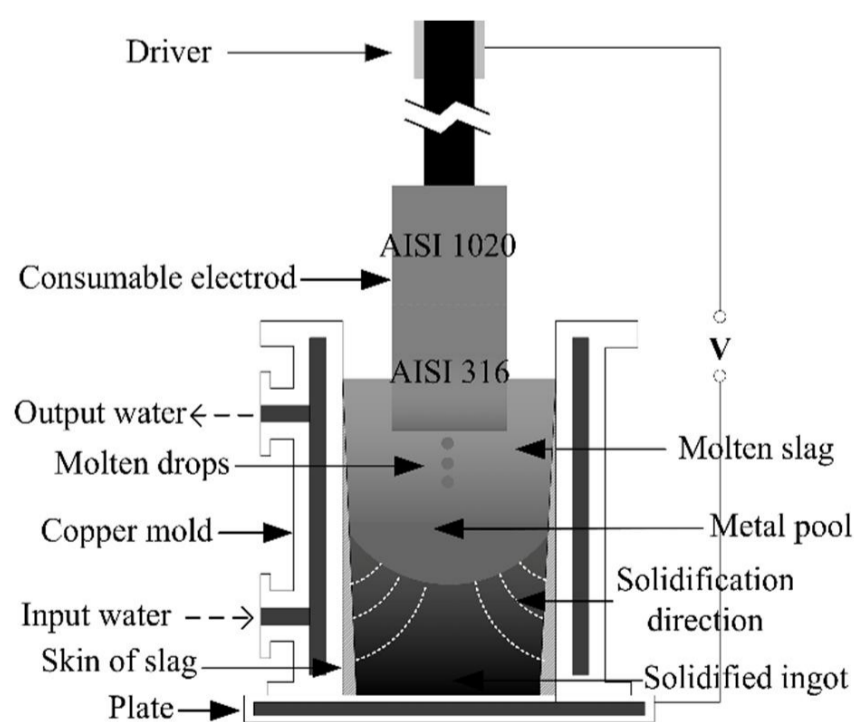 Driver
AISI 1020
Consumable electrod
V
AISI 316
Output water
Molten slag
Molten drops
Copper mold
Metal pool
Solidification
direction
Input water
Skin of slag
Solidified ingot
Plate